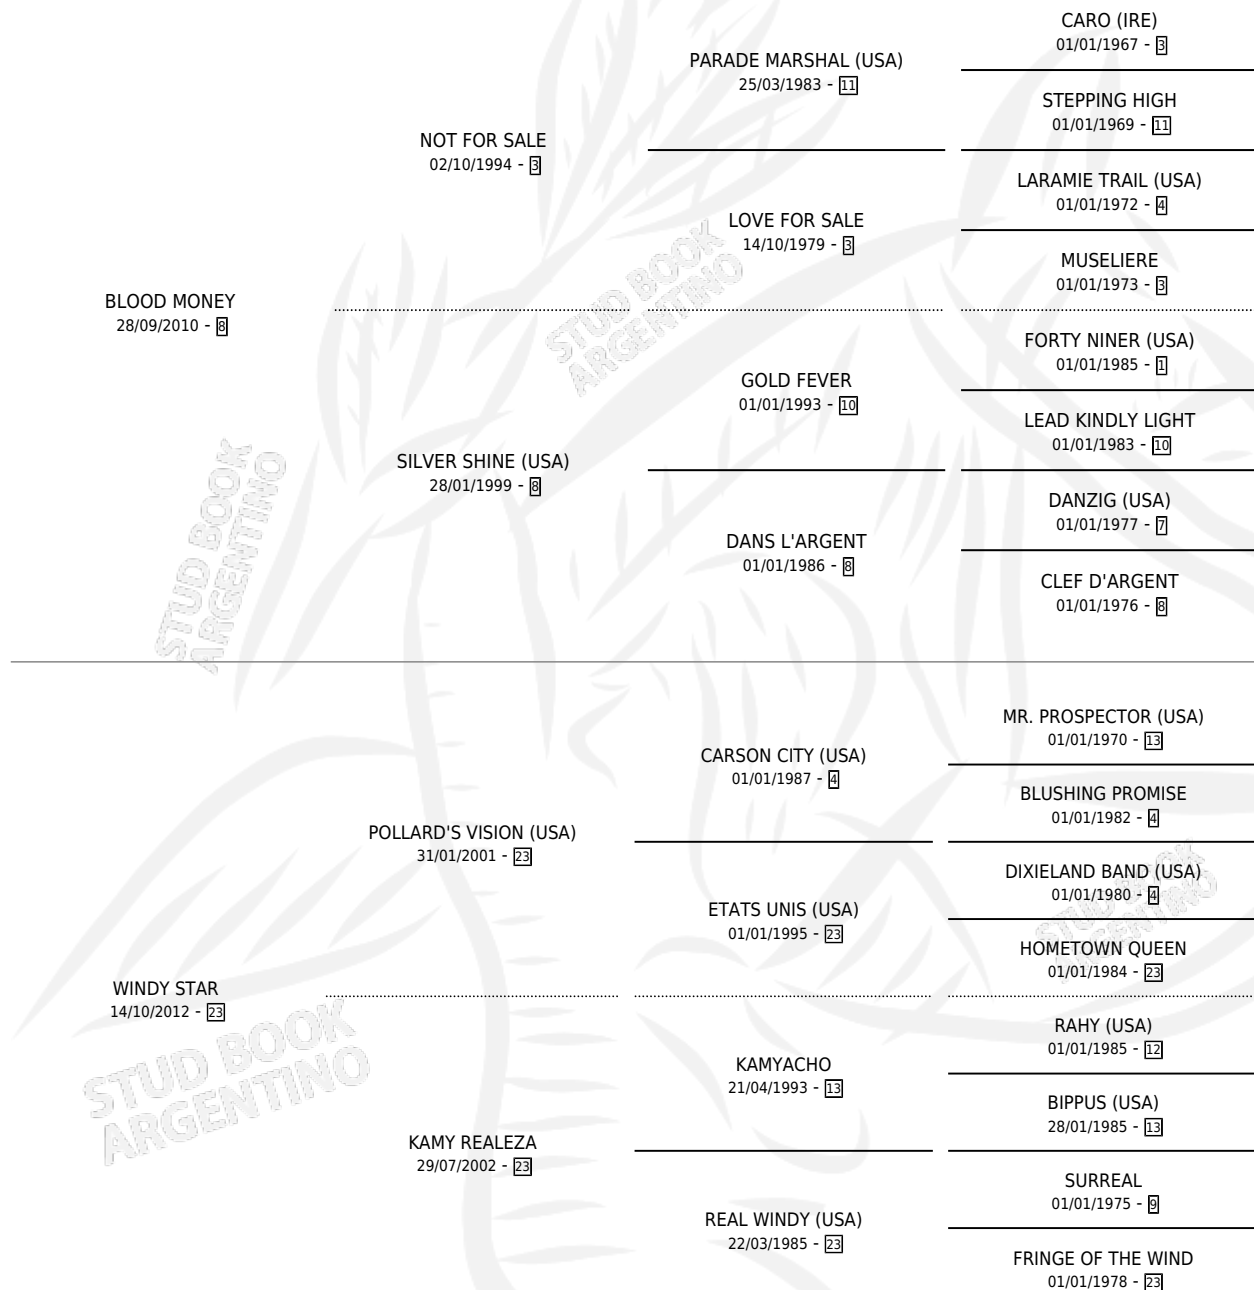 CARO (IRE)
01/01/1967 - 3
PARADE MARSHAL (USA)
25/03/1983 - 11
STEPPING HIGH
01/01/1969 - 11
NOT FOR SALE
02/10/1994 - 3
LARAMIE TRAIL (USA)
01/01/1972 - 4
LOVE FOR SALE
14/10/1979 - 3
MUSELIERE
01/01/1973 - 3
BLOOD MONEY
28/09/2010 - 8
STUD BOOK
ARGENTINO
FORTY NINER (USA)
01/01/1985 - 1
GOLD FEVER
01/01/1993 - 10
LEAD KINDLY LIGHT
01/01/1983 - 10
SILVER SHINE (USA)
28/01/1999 - 8
DANZIG (USA)
01/01/1977 - 7
DANS L'ARGENT
01/01/1986 - 8
CLEF D'ARGENT
01/01/1976 - 8
STUD BOOK
ARGENTINO
MR. PROSPECTOR (USA)
01/01/1970 - 13
CARSON CITY (USA)
01/01/1987 - 4
BLUSHING PROMISE
01/01/1982 - 4
POLLARD'S VISION (USA)
31/01/2001 - 23
DIXIELAND BAND (USA)
01/01/1980 - 4
ETATS UNIS (USA)
01/01/1995 - 23
HOMETOWN QUEEN
01/01/1984 - 23
STUD BOOK
ARGENTINO
WINDY STAR
14/10/2012 - 23
STUD BOOK
ARGENTINO
RAHY (USA)
01/01/1985 - 12
KAMYACHO
21/04/1993 - 13
BIPPUS (USA)
28/01/1985 - 13
KAMY REALEZA
29/07/2002 - 23
SURREAL
01/01/1975 - 9
REAL WINDY (USA)
22/03/1985 - 23
FRINGE OF THE WIND
01/01/1978 - 23